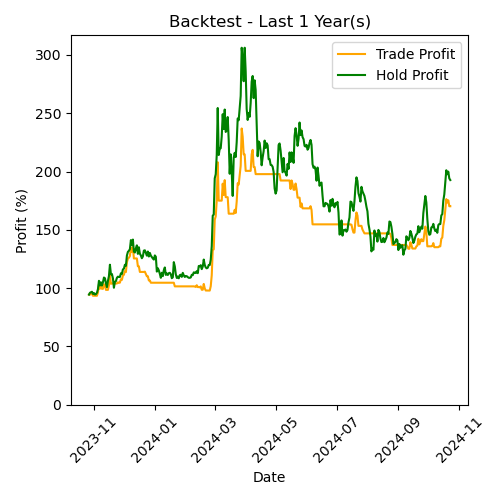 Backtest - Last 1 Year(s)
Trade Profit
Hold Profit
Profit (%)
300
250
200
150
100
50
0
2023-11
2024-01
2024-03
2024-05
2024-07
2024-09
2024-11
Date